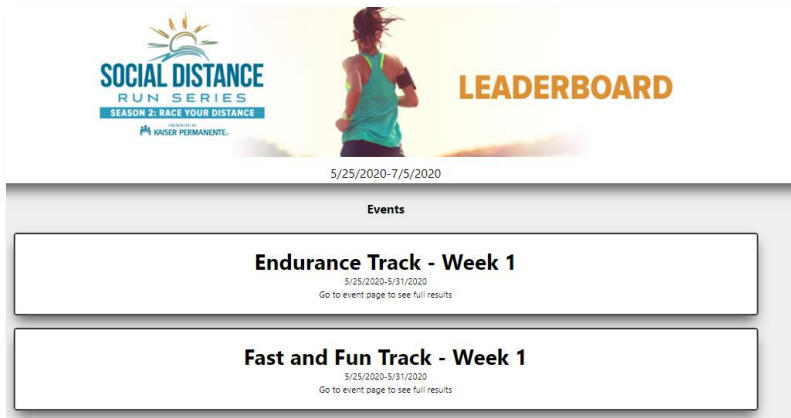 SOCIAL DISTANCE
RUN SERIES
SEASON 2: RACE YOUR DISTANCE
PRESENTED BY
KAISER PERMANENTE.
LEADERBOARD
5/25/2020-7/5/2020
Events
Endurance Track - Week 1
5/25/2020-5/31/2020
Go to event page to see full results
Fast and Fun Track - Week 1
5/25/2020-5/31/2020
Go to event page to see full results